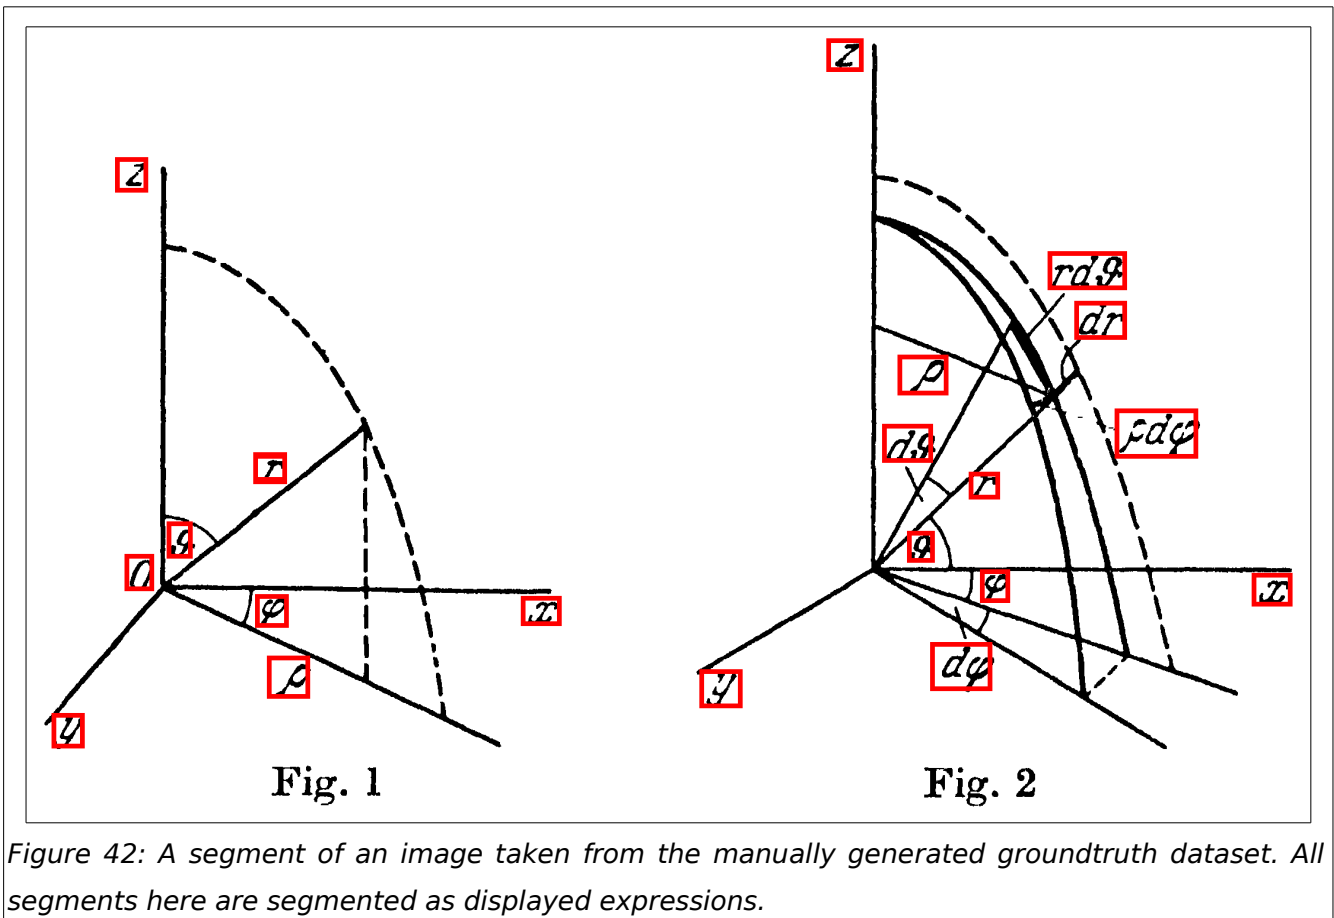 z
r
ϑ
0
φ
x
ρ
y
Fig. 1
z
rdϑ
dr
ρ
ρdφ
dϑ
r
ϑ
φ
x
dφ
y
Fig. 2
Figure 42: A segment of an image taken from the manually generated groundtruth dataset. All
segments here are segmented as displayed expressions.